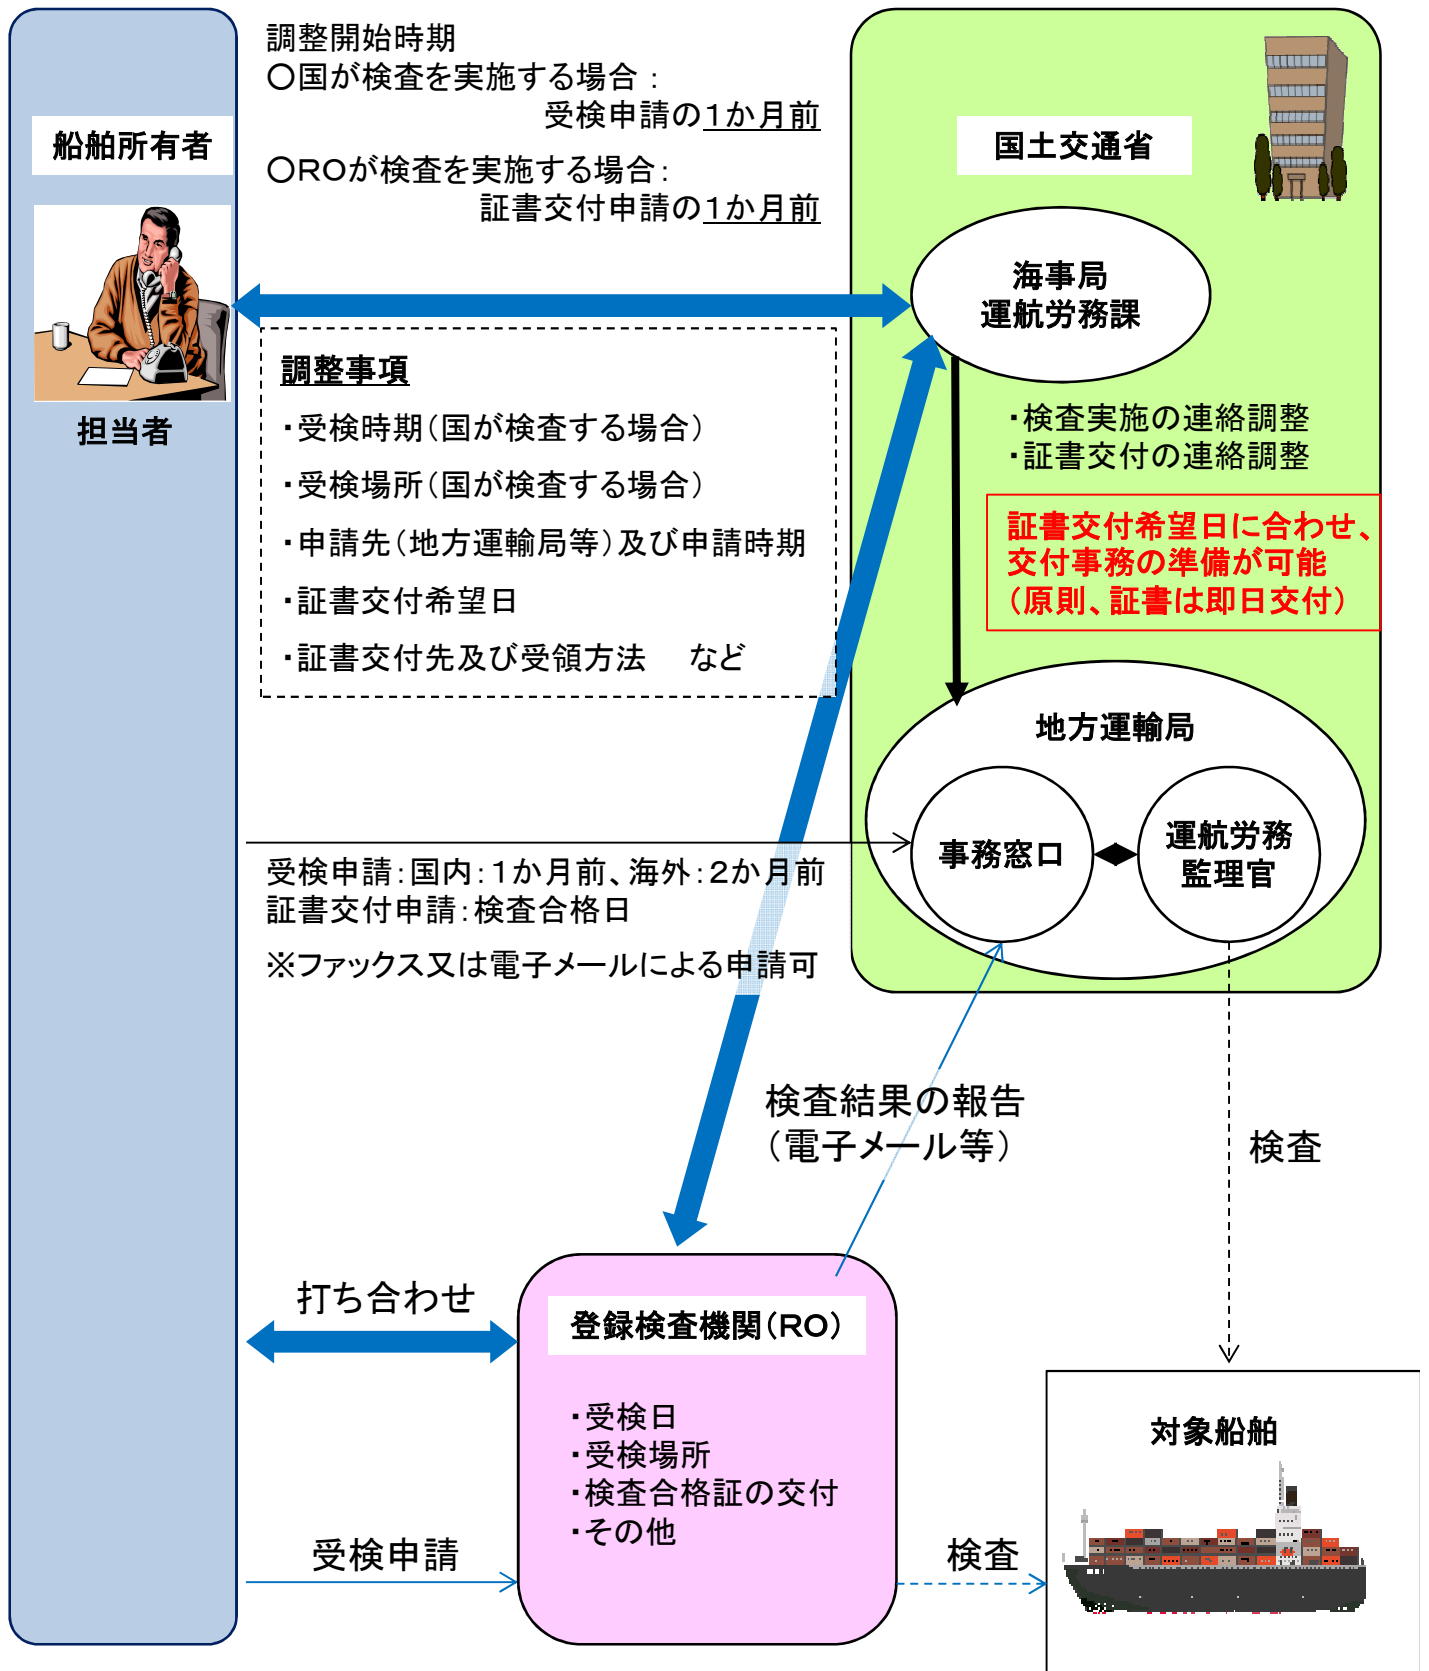 調整開始時期
○国が検査を実施する場合：
受検申請の１か月前
○ＲＯが検査を実施する場合：
証書交付申請の１か月前
船舶所有者
担当者
国土交通省
海事局
運航労務課
調整事項
・受検時期（国が検査する場合）
・受検場所（国が検査する場合）
・申請先（地方運輸局等）及び申請時期
・証書交付希望日
・証書交付先及び受領方法　など
・検査実施の連絡調整
・証書交付の連絡調整
証書交付希望日に合わせ、
交付事務の準備が可能
（原則、証書は即日交付）
地方運輸局
事務窓口
運航労務
監理官
受検申請：国内：１か月前、海外：２か月前
証書交付申請：検査合格日
※ファックス又は電子メールによる申請可
検査結果の報告
（電子メール等）
検査
打ち合わせ
登録検査機関（ＲＯ）
・受検日
・受検場所
・検査合格証の交付
・その他
受検申請
検査
対象船舶